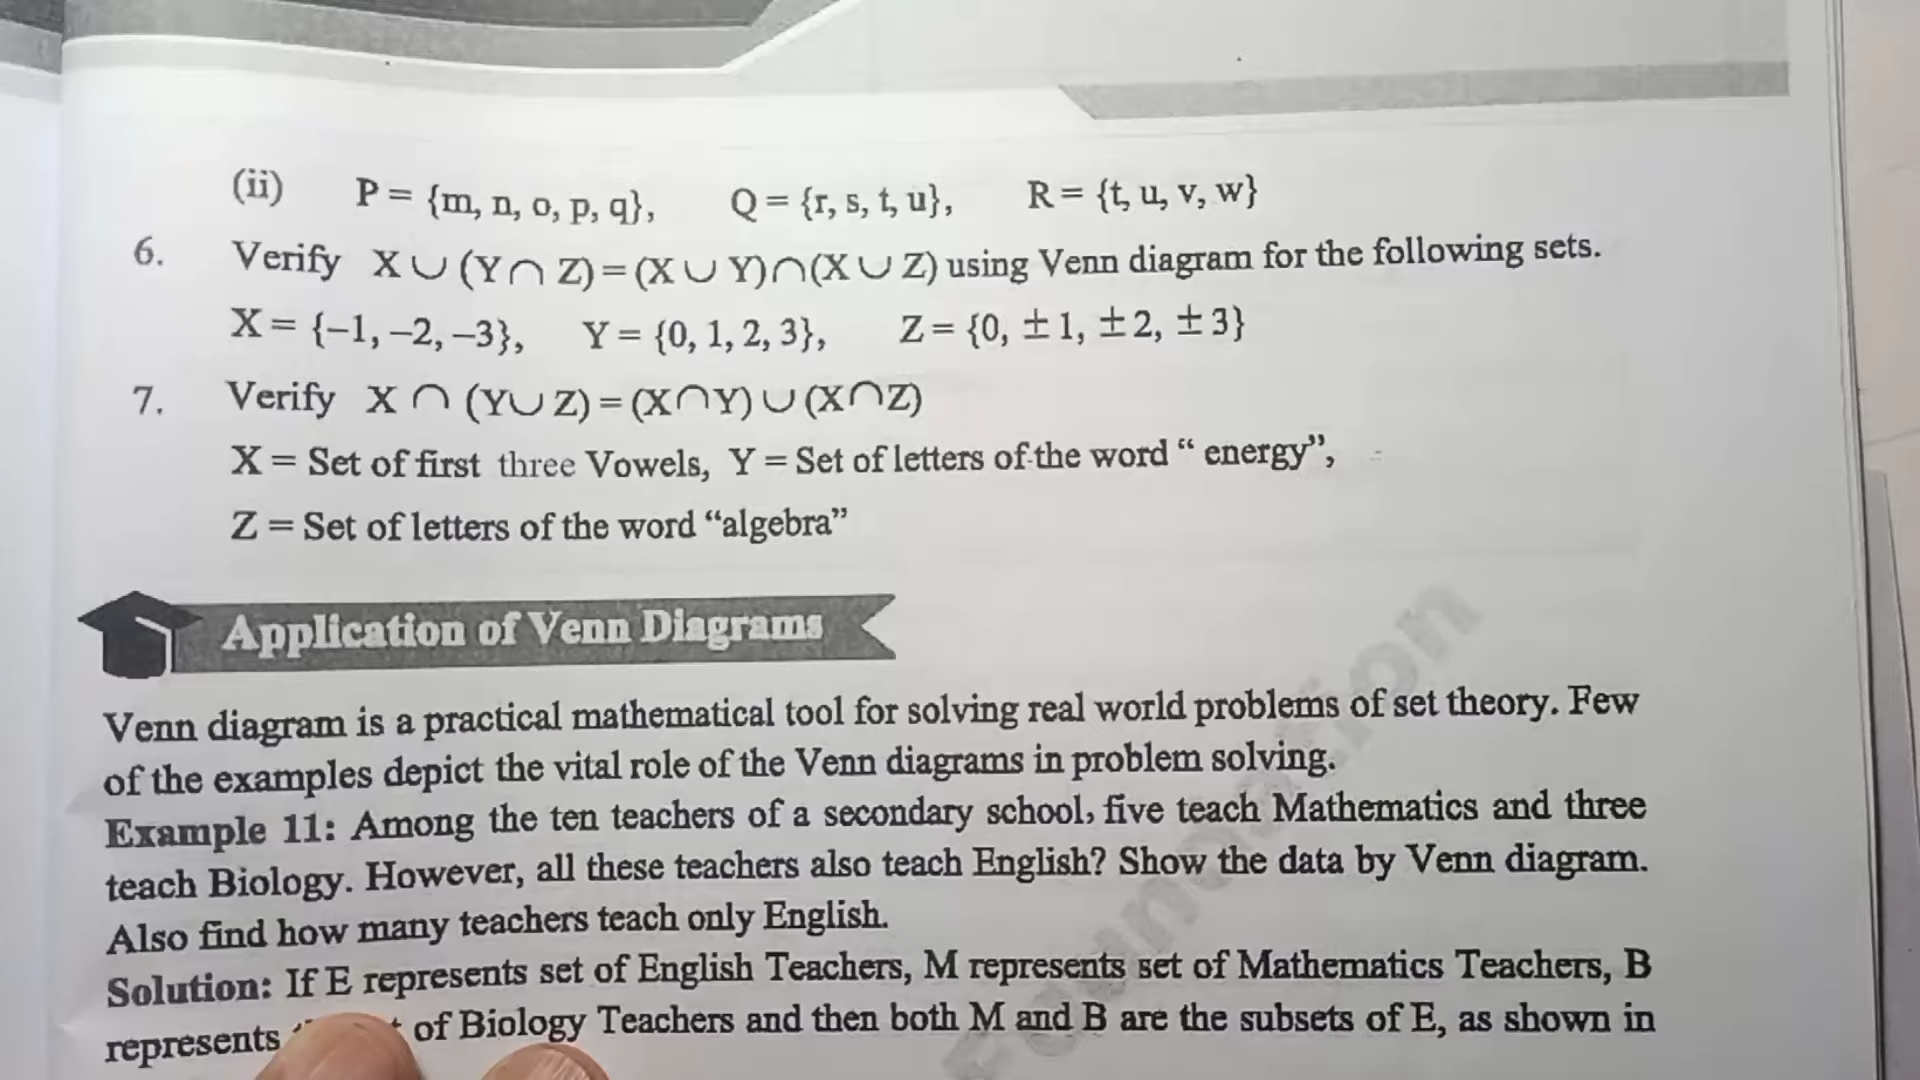 (ii) P = {m, n, o, p, q}, Q = {r, s, t, u}, R = {t, u, v, w}
6. Verify X ∪ (Y ∩ Z) = (X ∪ Y) ∩ (X ∪ Z) using Venn diagram for the following sets.
X = {–1, –2, –3}, Y = {0, 1, 2, 3}, Z = {0, ±1, ±2, ±3}
7. Verify X ∩ (Y ∪ Z) = (X ∩ Y) ∪ (X ∩ Z)
X = Set of first three Vowels, Y = Set of letters of the word “ energy”,
Z = Set of letters of the word “algebra”
Application of Venn Diagrams
Venn diagram is a practical mathematical tool for solving real world problems of set theory. Few
of the examples depict the vital role of the Venn diagrams in problem solving.
Example 11: Among the ten teachers of a secondary school, five teach Mathematics and three
teach Biology. However, all these teachers also teach English? Show the data by Venn diagram.
Also find how many teachers teach only English.
Solution: If E represents set of English Teachers, M represents set of Mathematics Teachers, B
represents of Biology Teachers and then both M and B are the subsets of E, as shown in